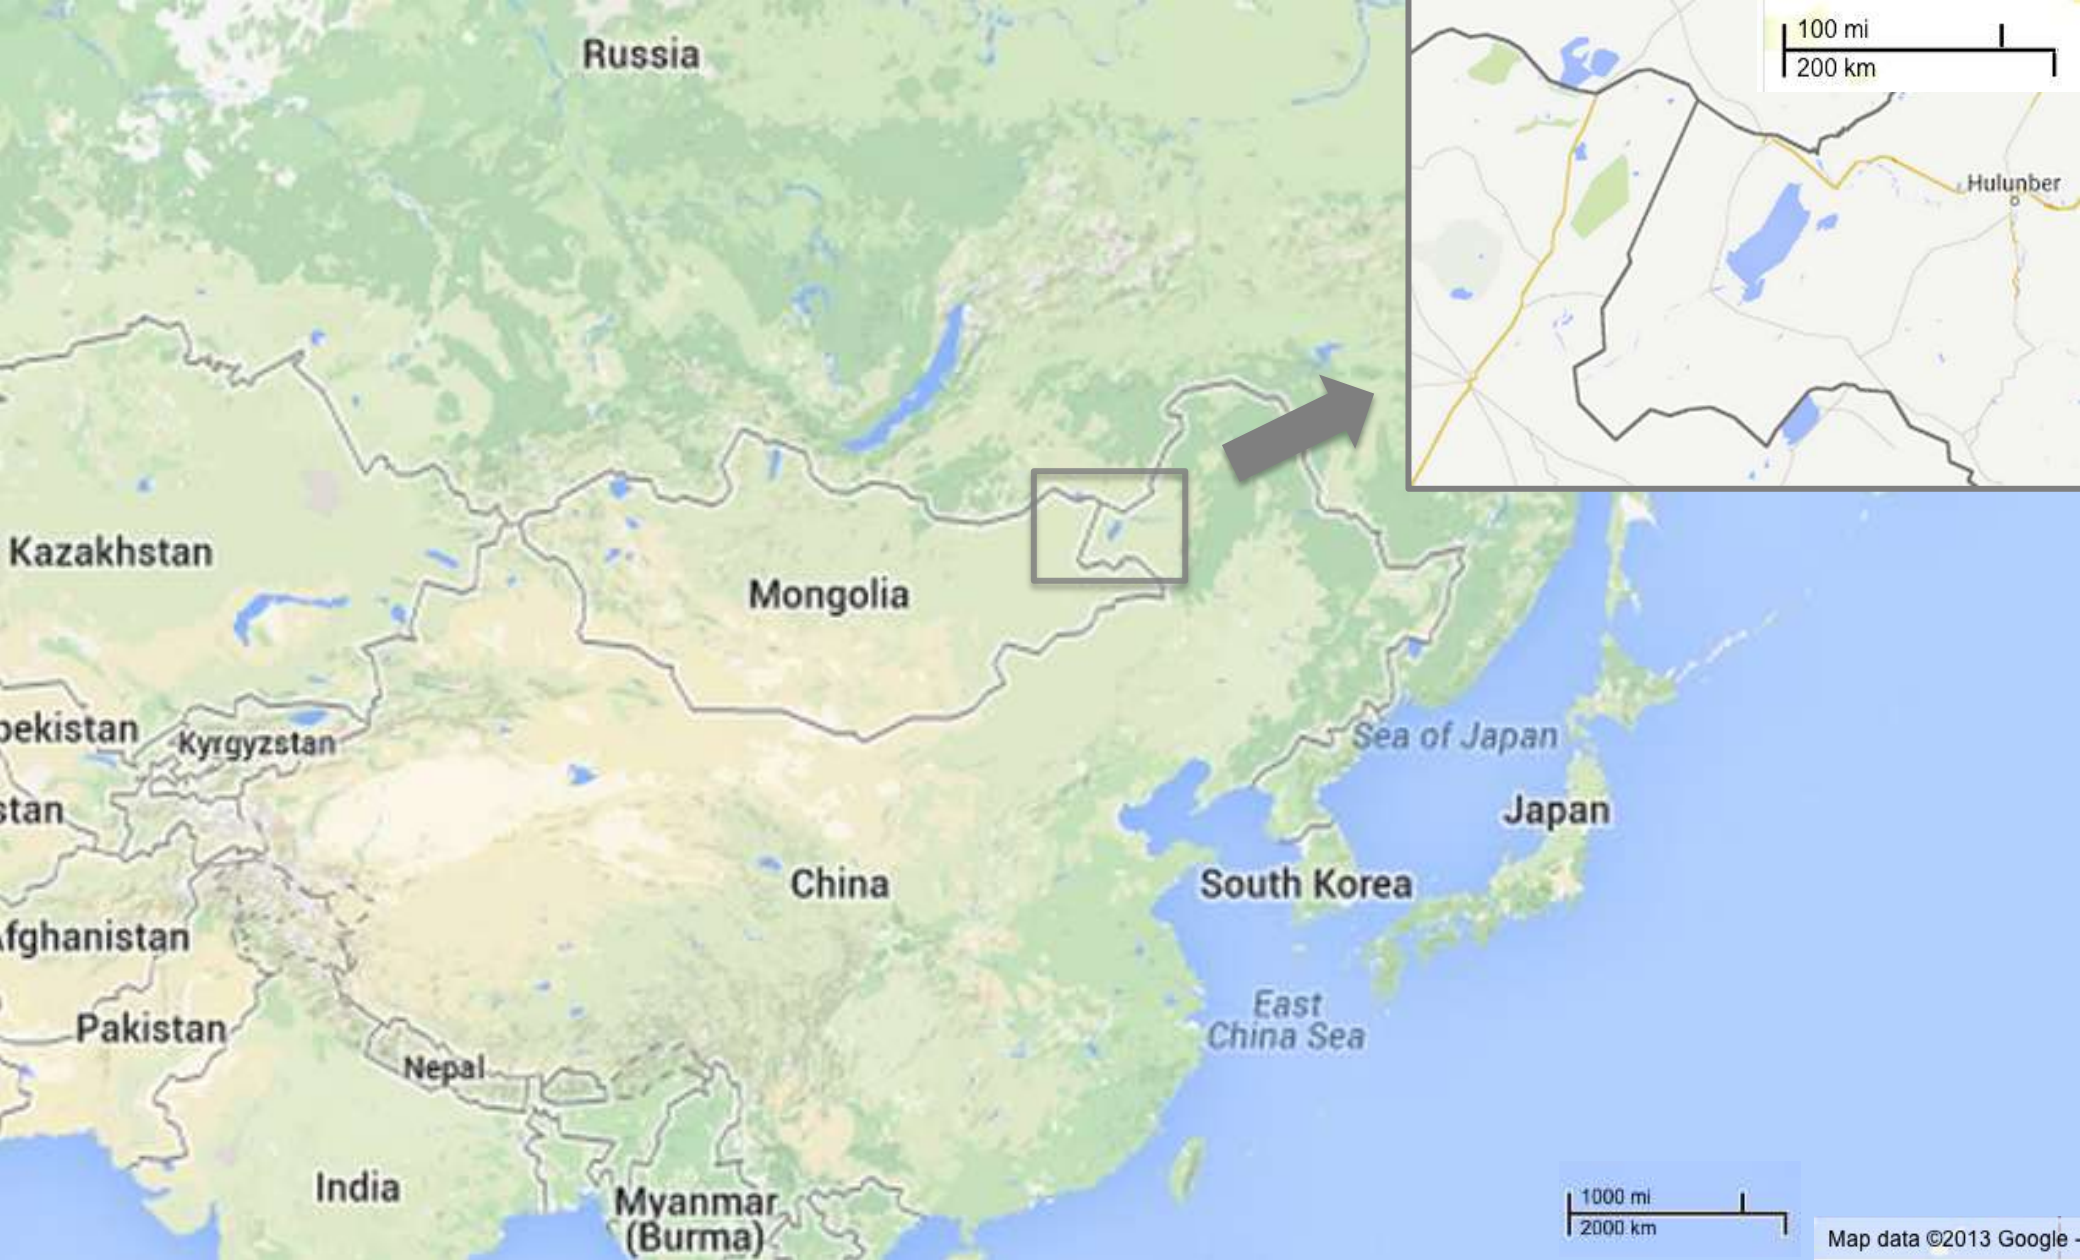 Russia
100 mi
200 km
Hulunber
Kazakhstan
Mongolia
bekistan
Kyrgyzstan
Sea of Japan
stan
Japan
China
South Korea
Afghanistan
East
China Sea
Pakistan
Nepal
India
Myanmar
(Burma)
1000 mi
2000 km
Map data ©2013 Google -